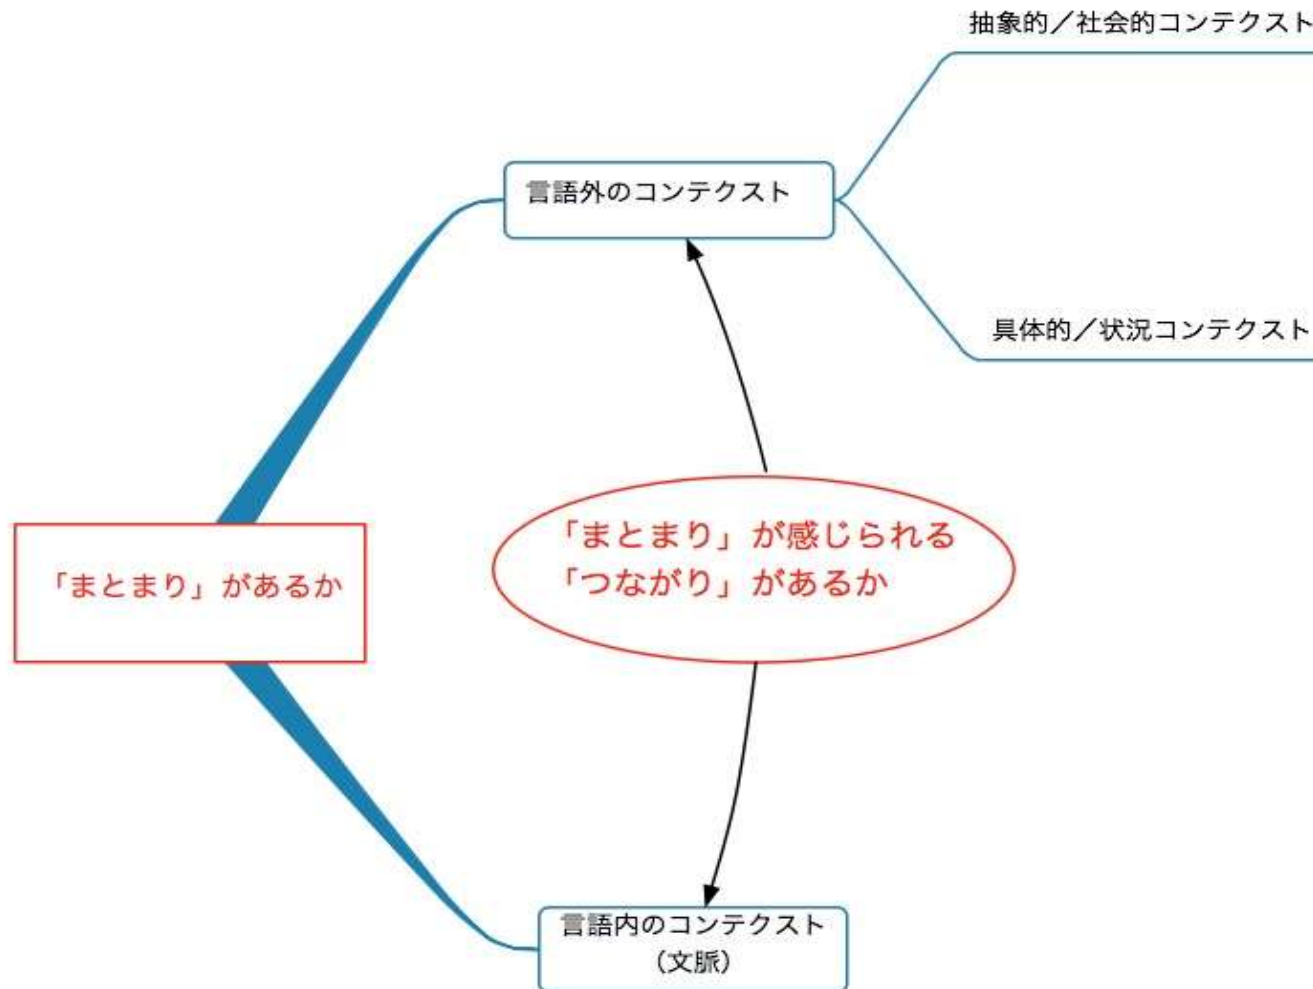 抽象的／社会的コンテクスト
言語外のコンテクスト
具体的／状況コンテクスト
「まとまり」が感じられる
「つながり」があるか
「まとまり」があるか
言語内のコンテクスト
（文脈）